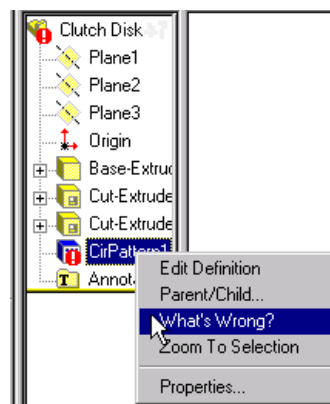 Clutch Disk
Plane1
Plane2
Plane3
Origin
Base-Extru
Cut-Extrude
Cut-Extrude
CirPattern1
Annot
Edit Definition
Parent/Child...
What's Wrong?
Zoom To Selection
Properties...